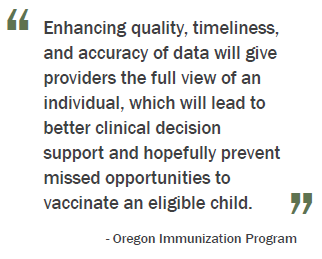 “
Enhancing quality, timeliness,
and accuracy of data will give
providers the full view of an
individual, which will lead to
better clinical decision
support and hopefully prevent
missed opportunities to
vaccinate an eligible child.
”
- Oregon Immunization Program